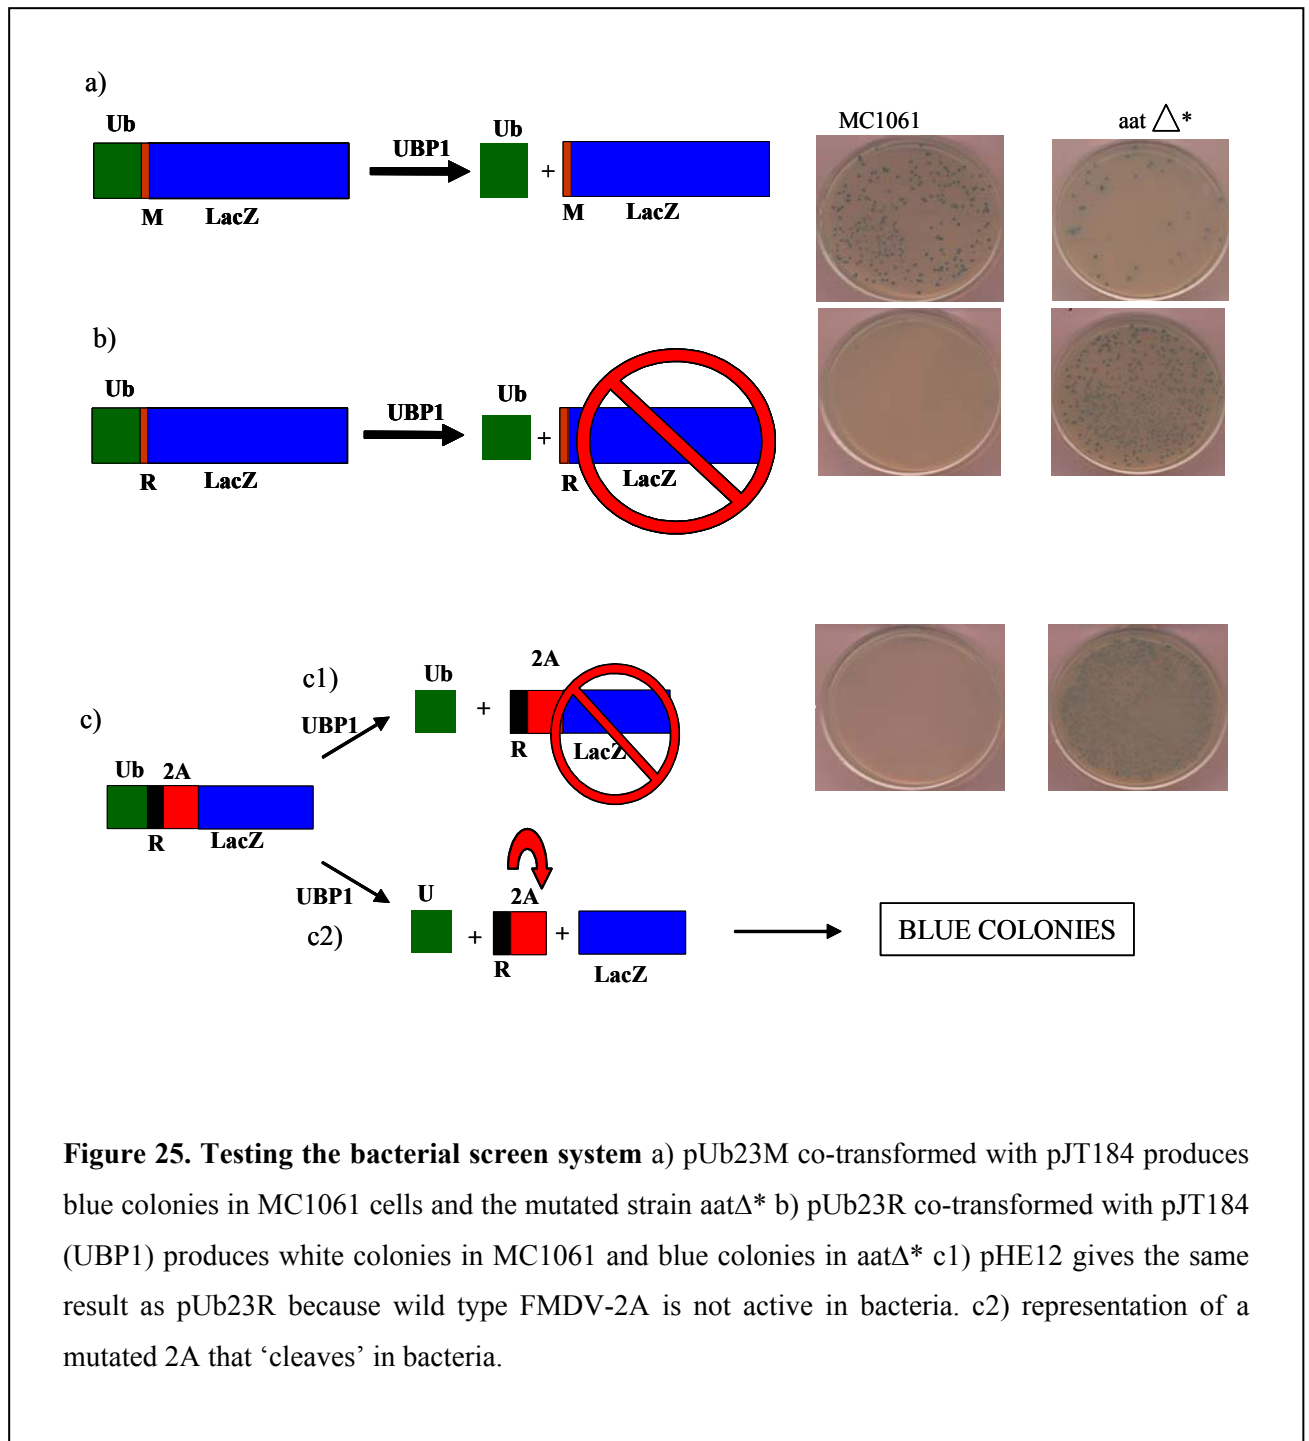 a)
MC1061 aat △*
Ub UBP1 Ub
+
M LacZ M LacZ
b)
Ub UBP1 Ub
+
R LacZ R LacZ
c)
c1)
UBP1
Ub 2A
+
R LacZ
Ub 2A
R LacZ
UBP1
c2)
U 2A
+ +
R LacZ
BLUE COLONIES
Figure 25. Testing the bacterial screen system a) pUb23M co-transformed with pJT184 produces
blue colonies in MC1061 cells and the mutated strain aatΔ* b) pUb23R co-transformed with pJT184
(UBP1) produces white colonies in MC1061 and blue colonies in aatΔ* c1) pHE12 gives the same
result as pUb23R because wild type FMDV-2A is not active in bacteria. c2) representation of a
mutated 2A that ‘cleaves’ in bacteria.